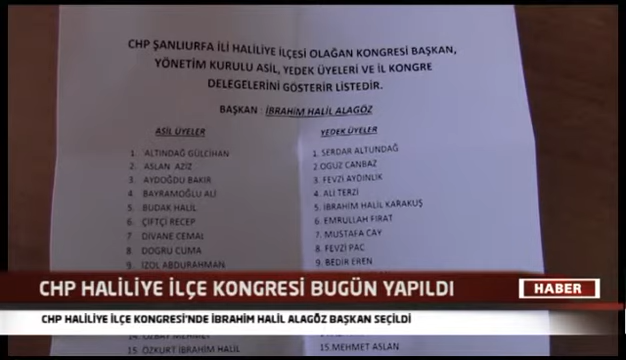 CHP ŞANLIURFA İLİ HALİLİYE İLÇESİ OLAĞAN KONGRESİ BAŞKAN,
YÖNETİM KURULU ASİL, YEDEK ÜYELERİ VE İL KONGRE
DELEGELERİNİ GÖSTERİR LİSTEDİR.
BAŞKAN : İBRAHİM HALİL ALAGÖZ
ASİL ÜYELER
1 ALTINDAĞ GÜLCİHAN
2. ASLAN AZİZ
3. AYDOĞDU BAKIR
4 BAYRAMOĞLU ALİ
5. BUDAK HALİL
6. ÇİFTÇİ RECEP
7 DİVANE CEMAL
8. DOĞRU CUMA
9. İZOL ABDURAHMAN
15. ÖZKURT İBRAHİM HALİL
YEDEK ÜYELER
1. SERDAR ALTUNDAĞ
2.OGUZ CANBAZ
3. FEVZİ AYDINLIK
4. ALİ TERZİ
5. İBRAHİM HALİL KARAKUŞ
6. EMRULLAH FIRAT
7. MUSTAFA CAY
8. FEVZİ PAC
9. BEDİR EREN
15.MEHMET ASLAN
CHP HALİLİYE İLÇE KONGRESİ BUGÜN YAPILDI
HABER
CHP HALİLİYE İLÇE KONGRESİ'NDE İBRAHİM HALİL ALAGÖZ BAŞKAN SEÇİLDİ